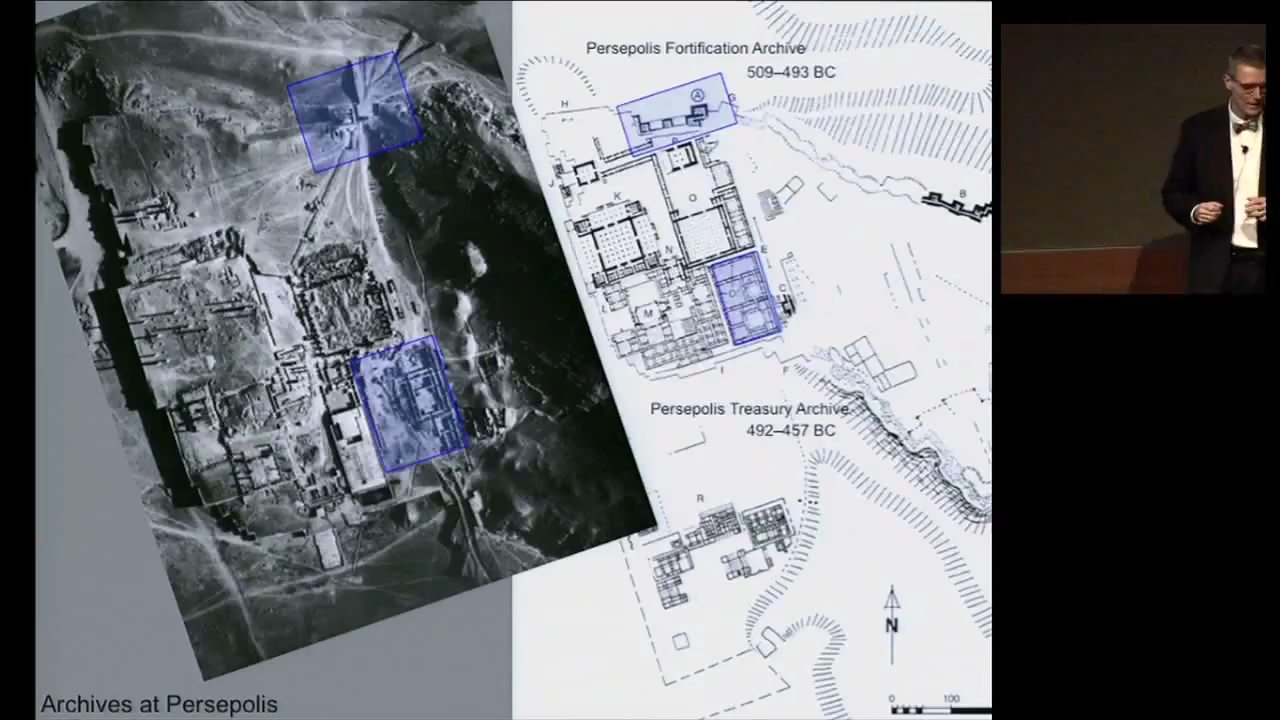 Persepolis Fortification Archive
509–493 BC
A
G
H
B
K
O
N
E
C
L
M
F
Persepolis Treasury Archive
492–457 BC
R
N
0 100
Archives at Persepolis